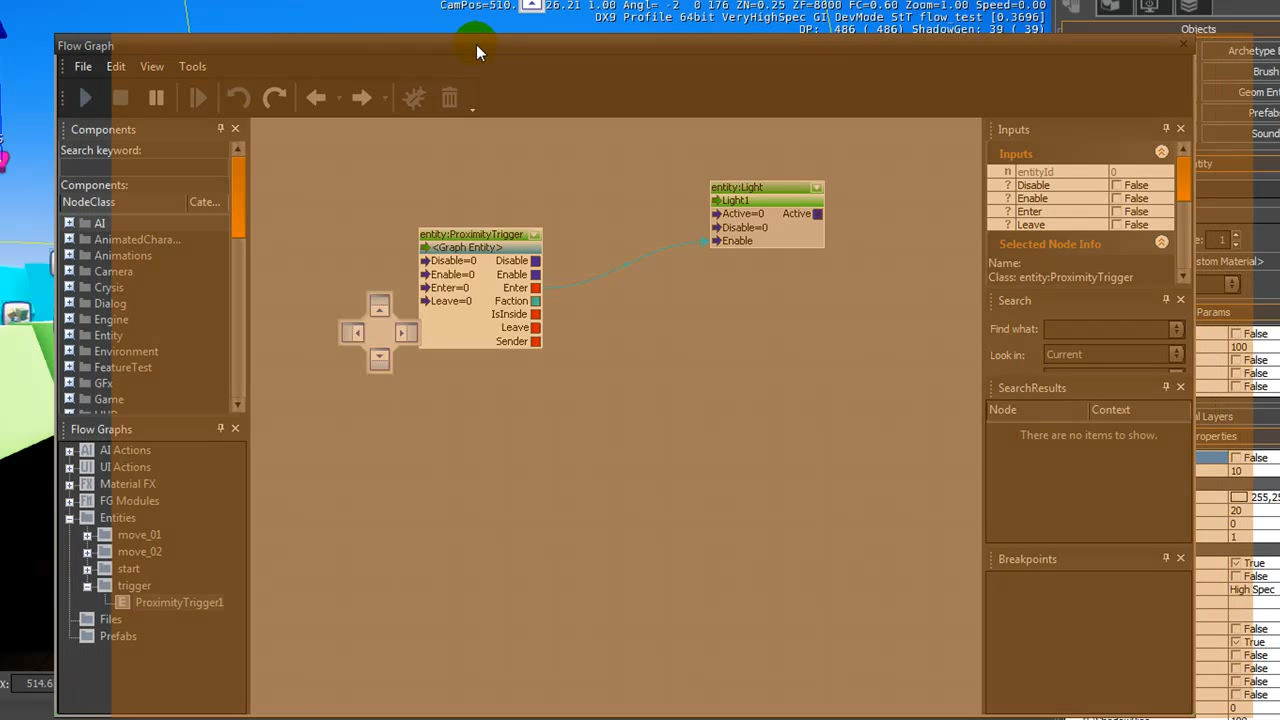 CamPos=510. 26.21 1.00 Angle= -2 0 176 ZN=0.25 ZF=8000 FC=0.60 Zoom=1.00 Speed=0.00
DX9 Profile 64bit VeryHighSpec GI DevMode StT flow_test [0.3696]
DP: 486 ( 486) ShadowGen: 39 ( 39)
Flow Graph
File Edit View Tools
Components
Search keyword:
Components:
NodeClass Cate...
AI
AnimatedChara...
Animations
Camera
Crysis
Dialog
Engine
Entity
Environment
FeatureTest
GFx
Game
Flow Graphs
AI Actions
UI Actions
Material FX
FG Modules
Entities
move_01
move_02
start
trigger
ProximityTrigger1
Files
Prefabs
X: 514.6
entity:ProximityTrigger
<Graph Entity>
Disable=0 Disable
Enable=0 Enable
Enter=0 Enter
Leave=0 Faction
IsInside
Leave
Sender
entity:Light
Light1
Active=0 Active
Disable=0
Enable
Inputs
Inputs
entityId 0
Disable False
Enable False
Enter False
Leave False
Selected Node Info
Name:
Class: entity:ProximityTrigger
Search
Find what:
Look in: Current
SearchResults
Node Context
There are no items to show.
Breakpoints
Objects
Archetype E
Brush
Geom Ent
Prefabs
Sound
ntity
1
stom Material>
Params
False
100
False
False
False
al Layers
roperties
False
10
255,25
20
0
1
True
False
High Spec
False
True
False
False
False
False
0